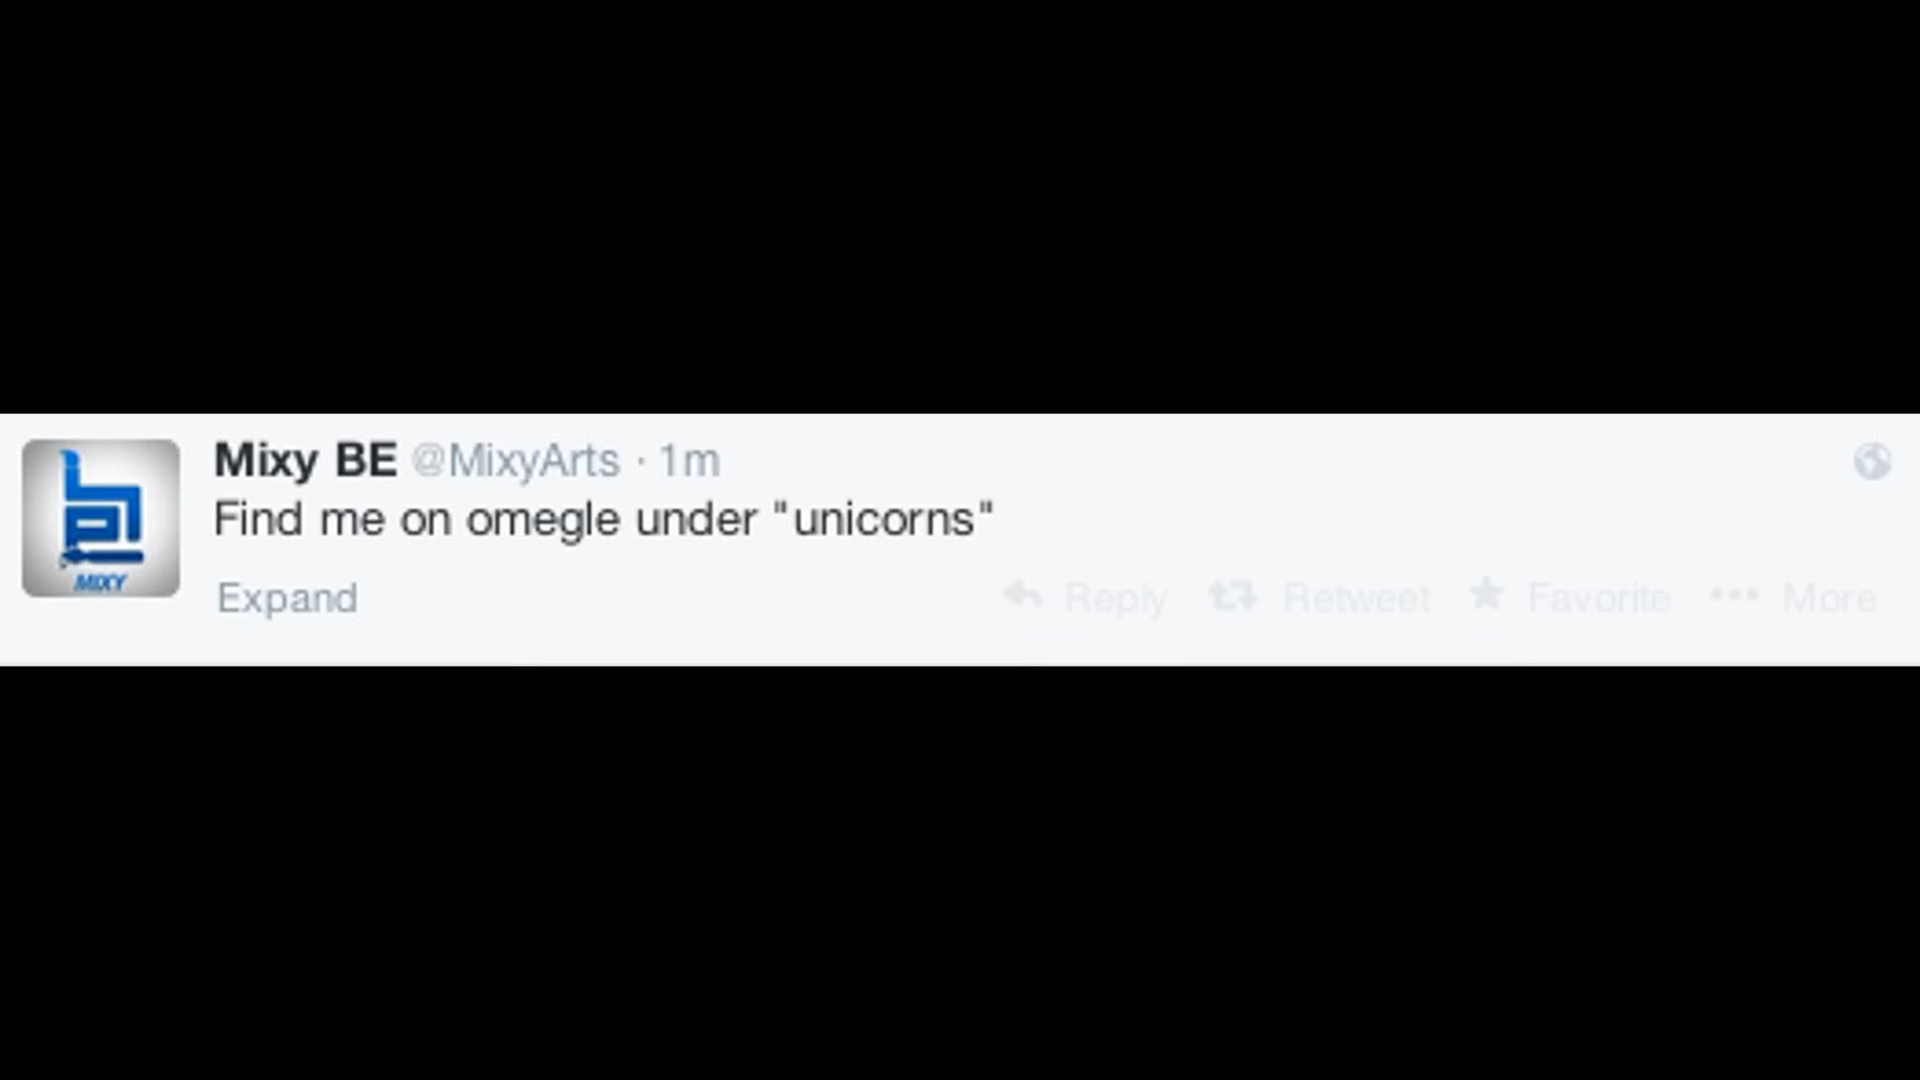 Mixy BE @MixyArts · 1m
Find me on omegle under "unicorns"
MIXY
Expand Reply Retweet Favorite More